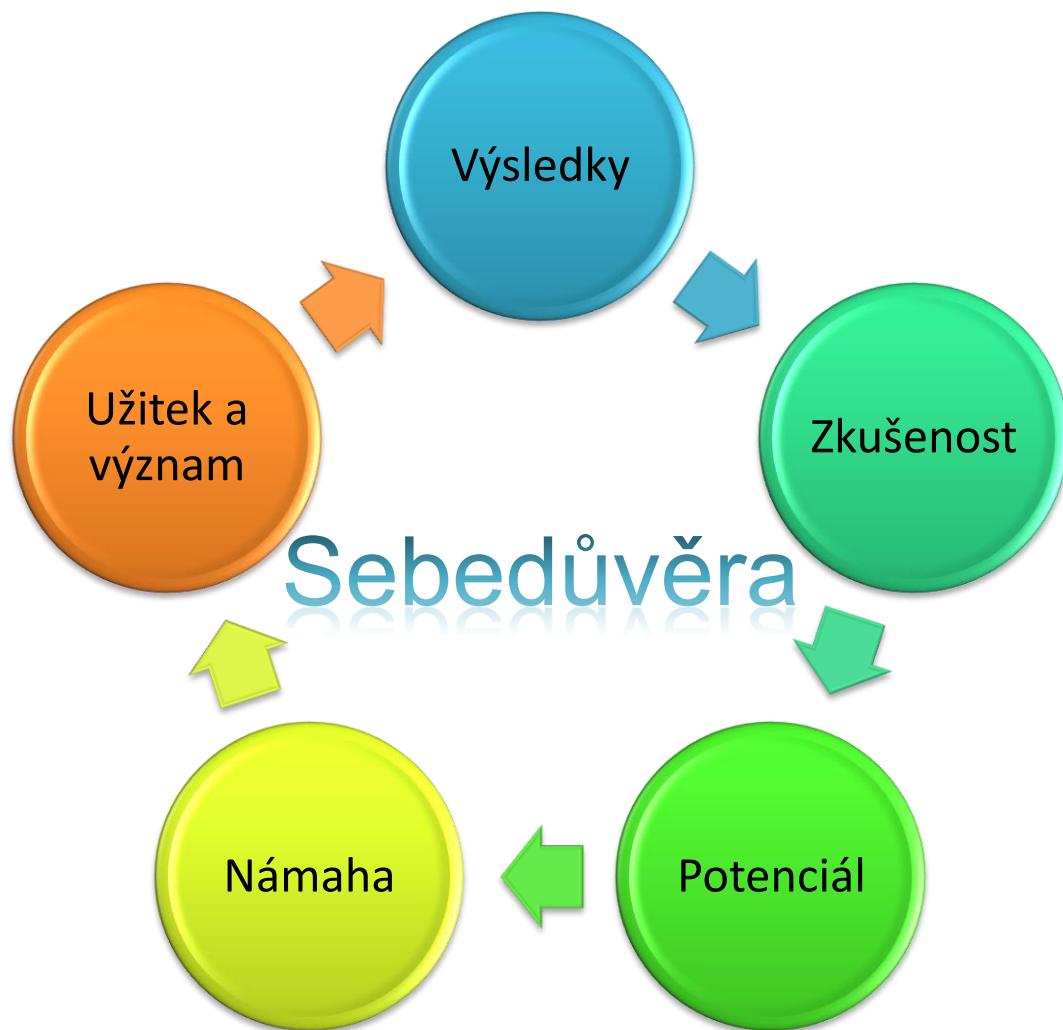 Výsledky
Užitek a
význam
Zkušenost
Sebedůvěra
Námaha
Potenciál